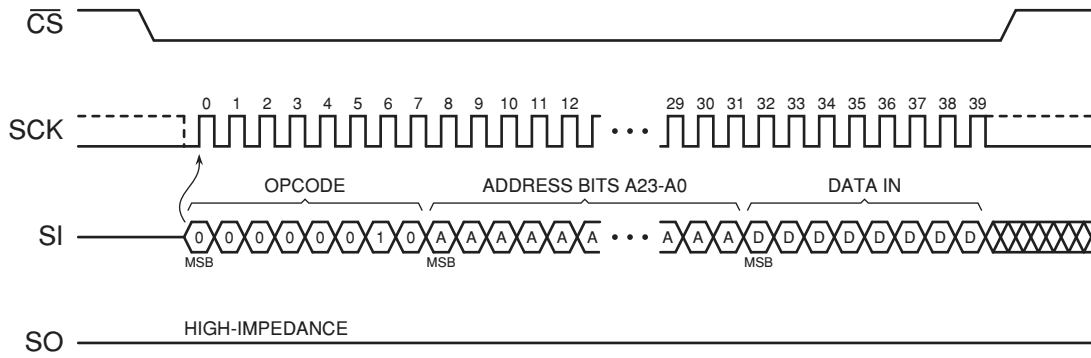 CS
0 1 2 3 4 5 6 7 8 9 10 11 12 29 30 31 32 33 34 35 36 37 38 39
SCK
OPCODE ADDRESS BITS A23-A0 DATA IN
SI 0 0 0 0 0 0 1 0 A A A A A A A A A D D D D D D D D
MSB MSB MSB
HIGH-IMPEDANCE
SO